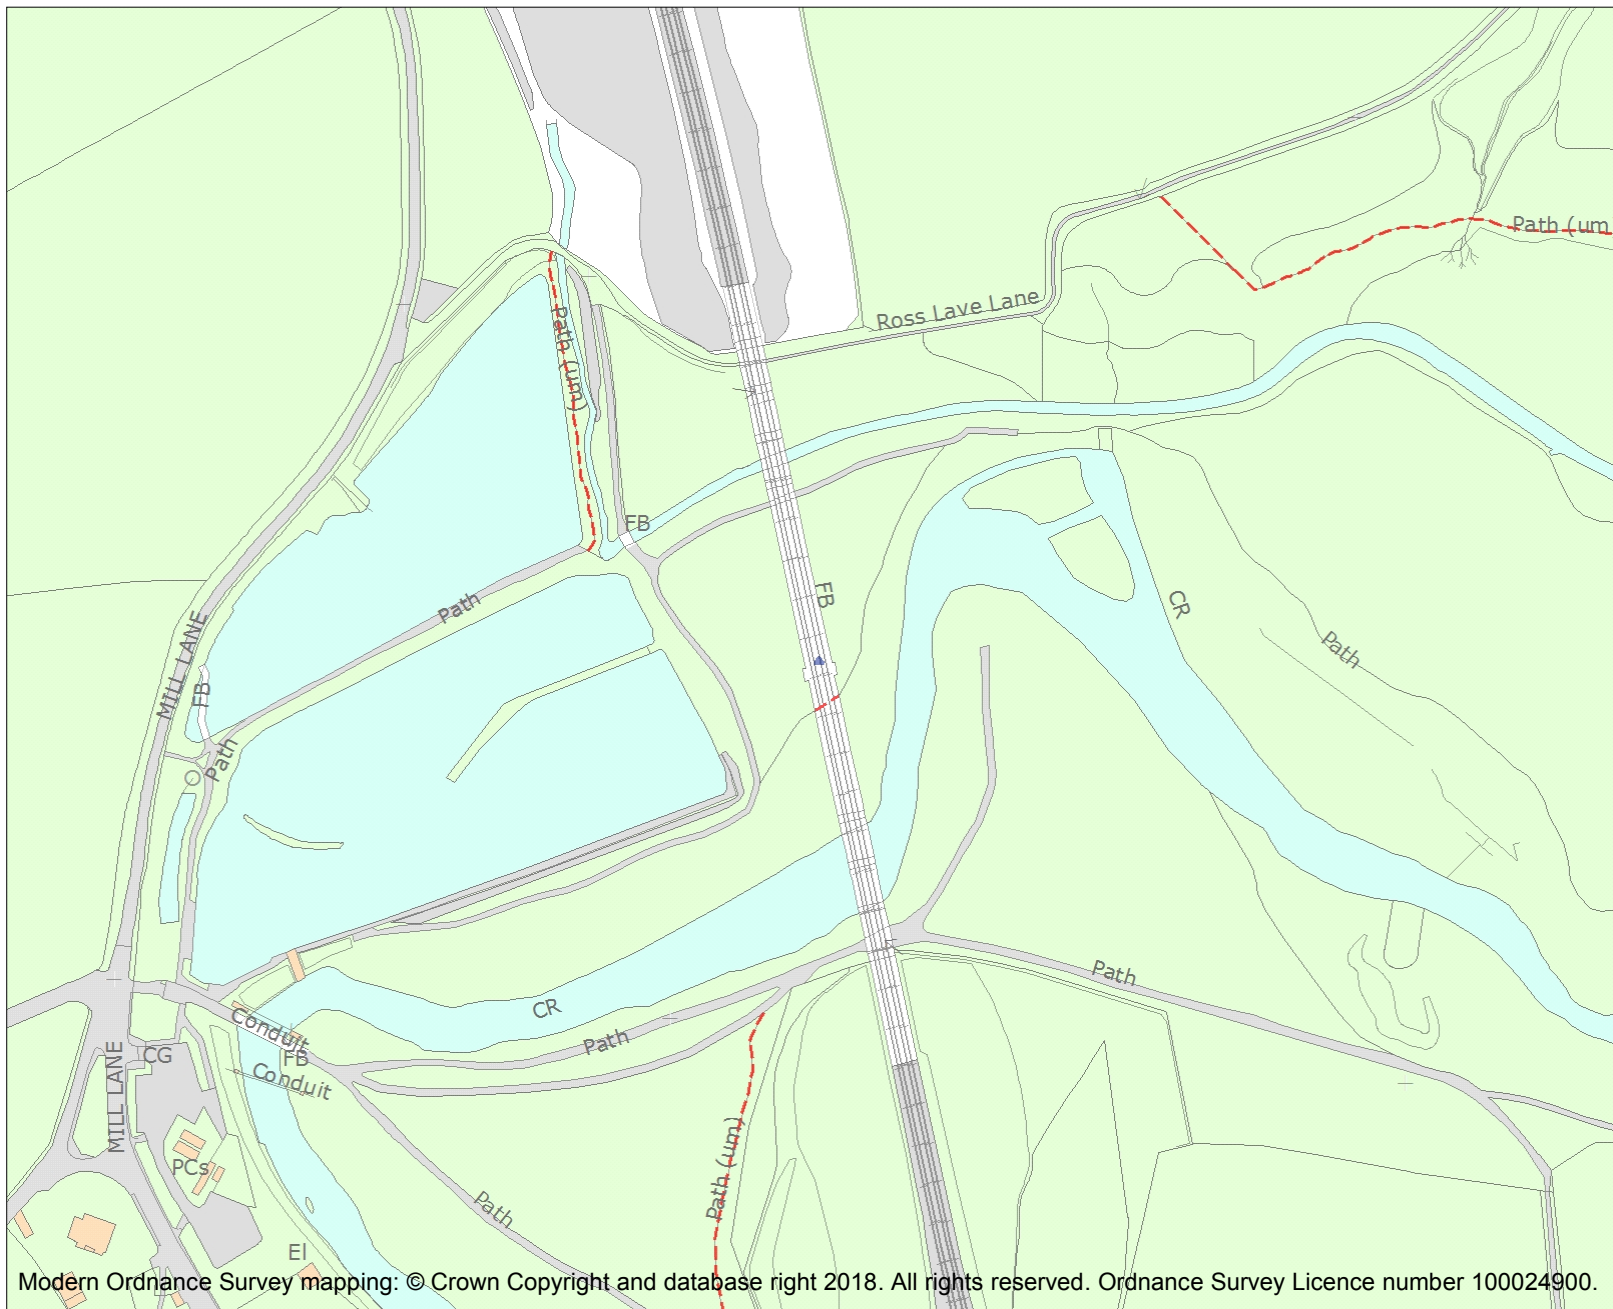 Path (um
Ross Lave Lane
Path (um)
FB
FB
Path
CR
MILL LANE
Path
FB
Path
Path
CR
Conduit
Path
FB
CG
MILL LANE
Conduit
Path (um)
PCs
Path
El
Modern Ordnance Survey mapping: © Crown Copyright and database right 2018. All rights reserved. Ordnance Survey Licence number 100024900.